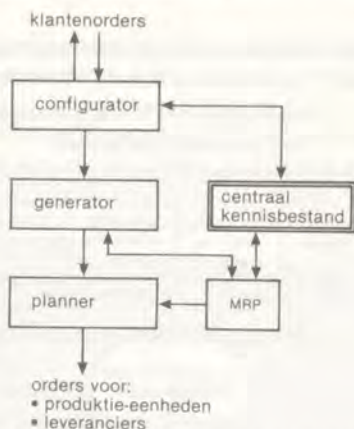 klantenorders
configurator
generator
centraal
kennisbestand
planner
MRP
orders voor:
▪ produktie-eenheden
▪ leveranciers